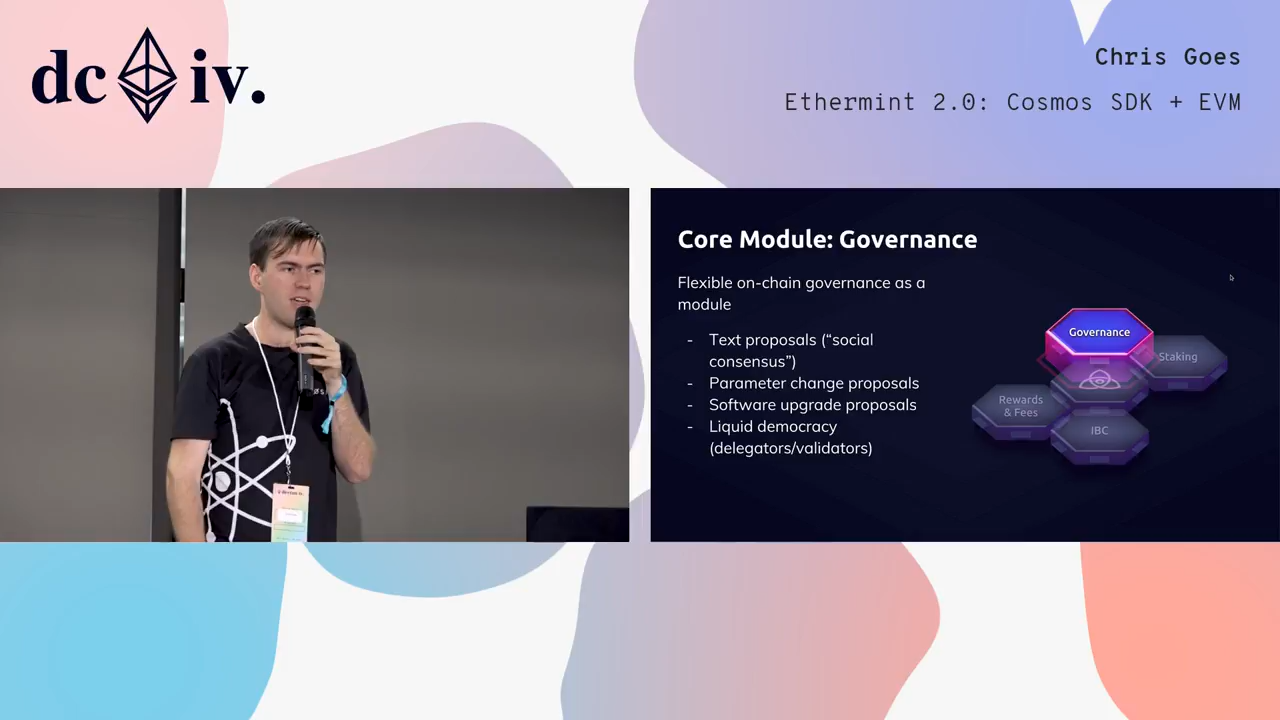 dc iv.
Chris Goes
Ethermint 2.0: Cosmos SDK + EVM
Core Module: Governance
Flexible on-chain governance as a
module
- Text proposals (“social
consensus”)
- Parameter change proposals
- Software upgrade proposals
- Liquid democracy
(delegators/validators)
Governance
Staking
Rewards
& Fees
IBC